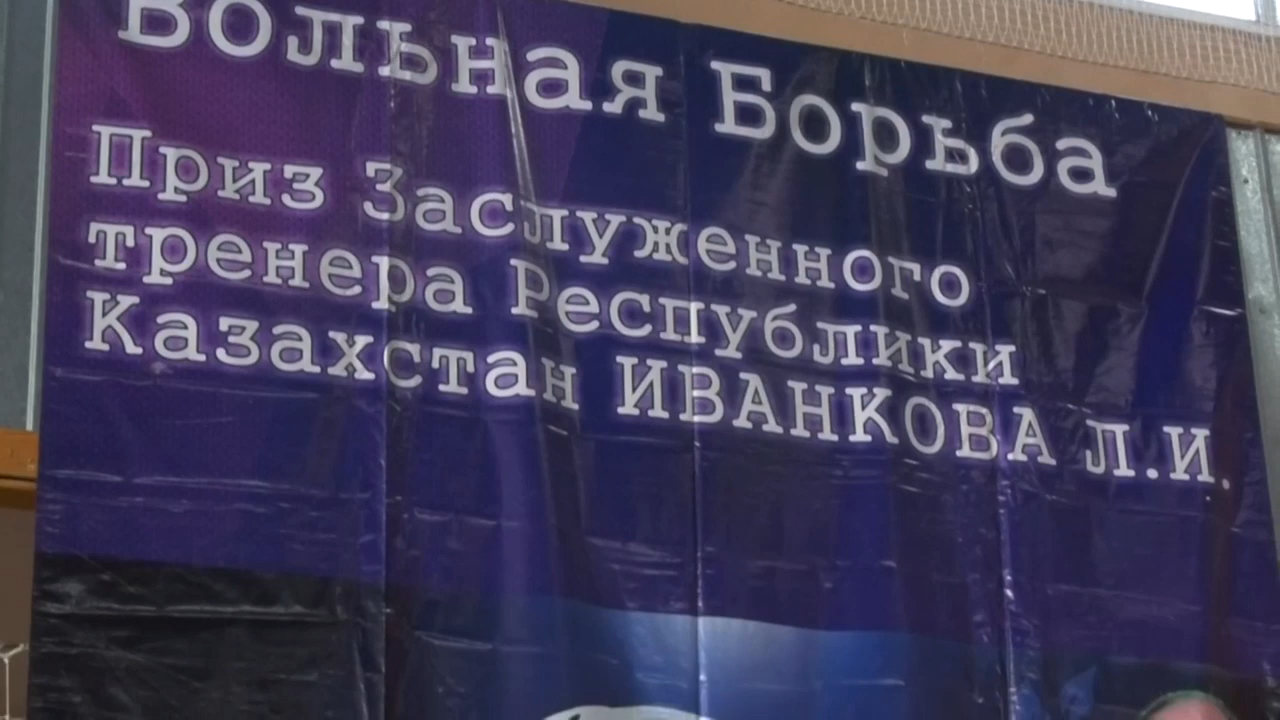 Вольная Борьба
Приз Заслуженного
тренера Республики
Казахстан ИВАНКОВА Л.И.